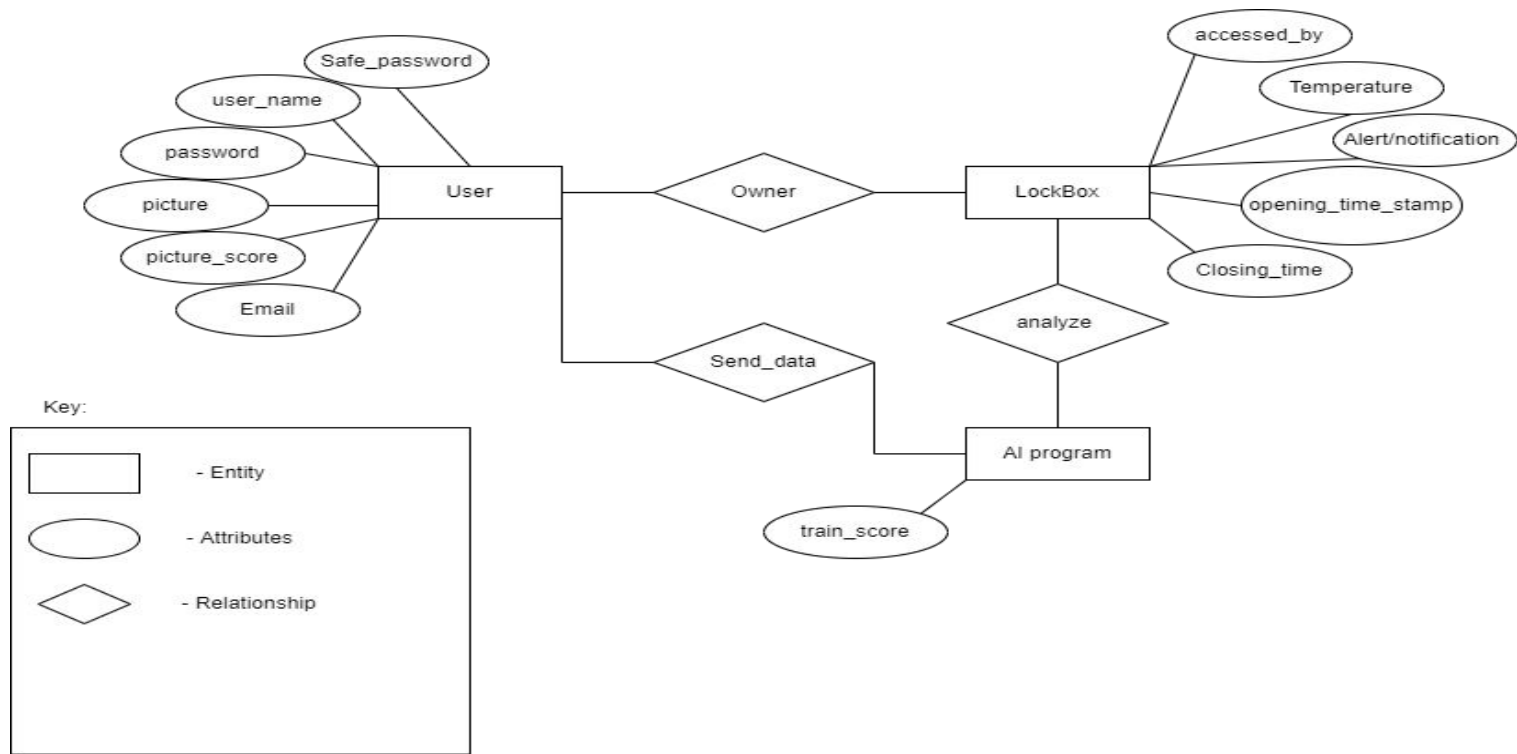 Safe_password
user_name
password
picture
picture_score
Email
User
Owner
LockBox
accessed_by
Temperature
Alert/notification
opening_time_stamp
Closing_time
analyze
Send_data
AI program
train_score
Key:
- Entity
- Attributes
- Relationship